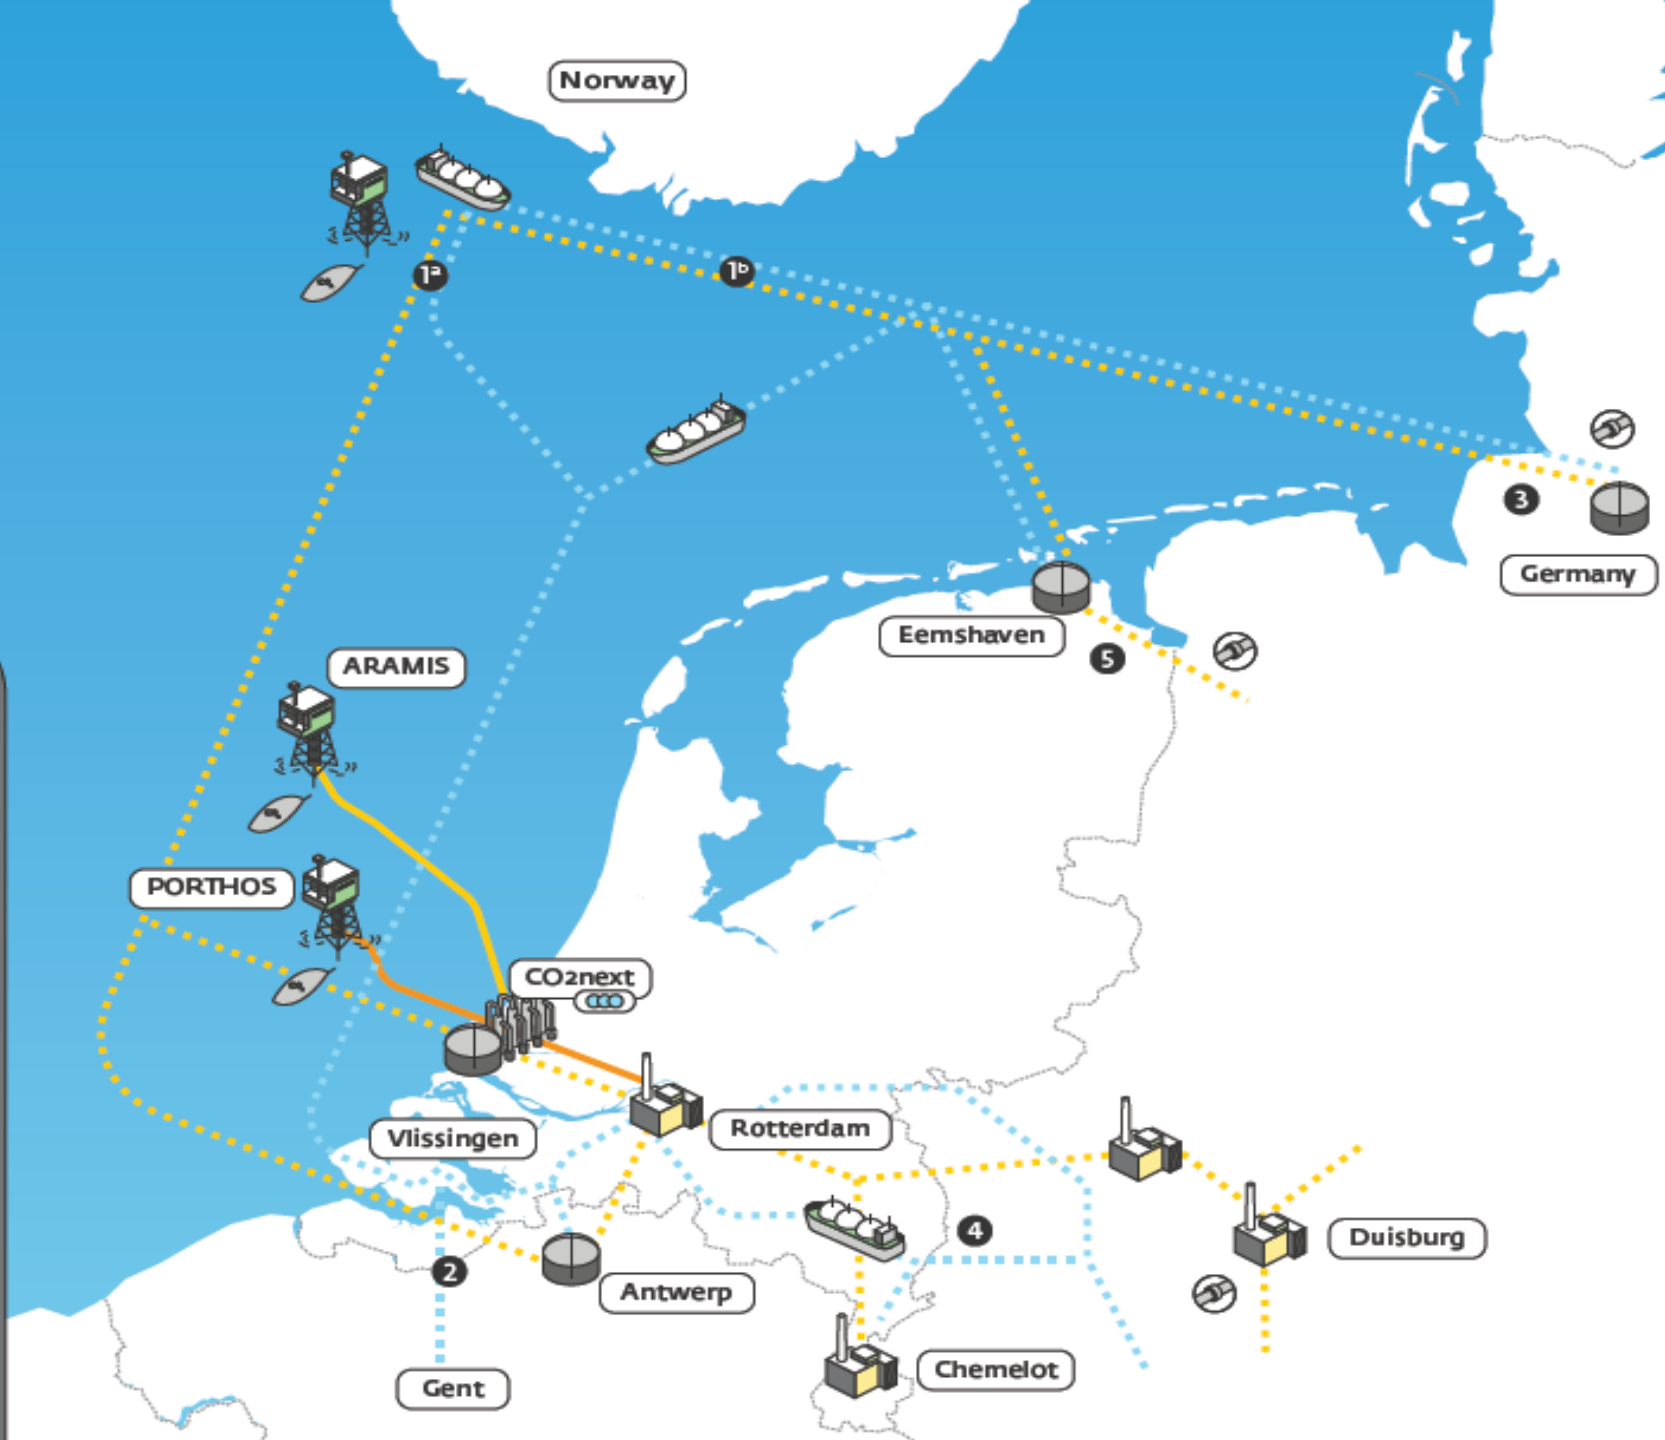 Norway
1a
1b
3
Germany
Eemshaven
5
ARAMIS
PORTHOS
CO2next
Vlissingen
Rotterdam
4
Duisburg
2
Antwerp
Chemelot
Gent